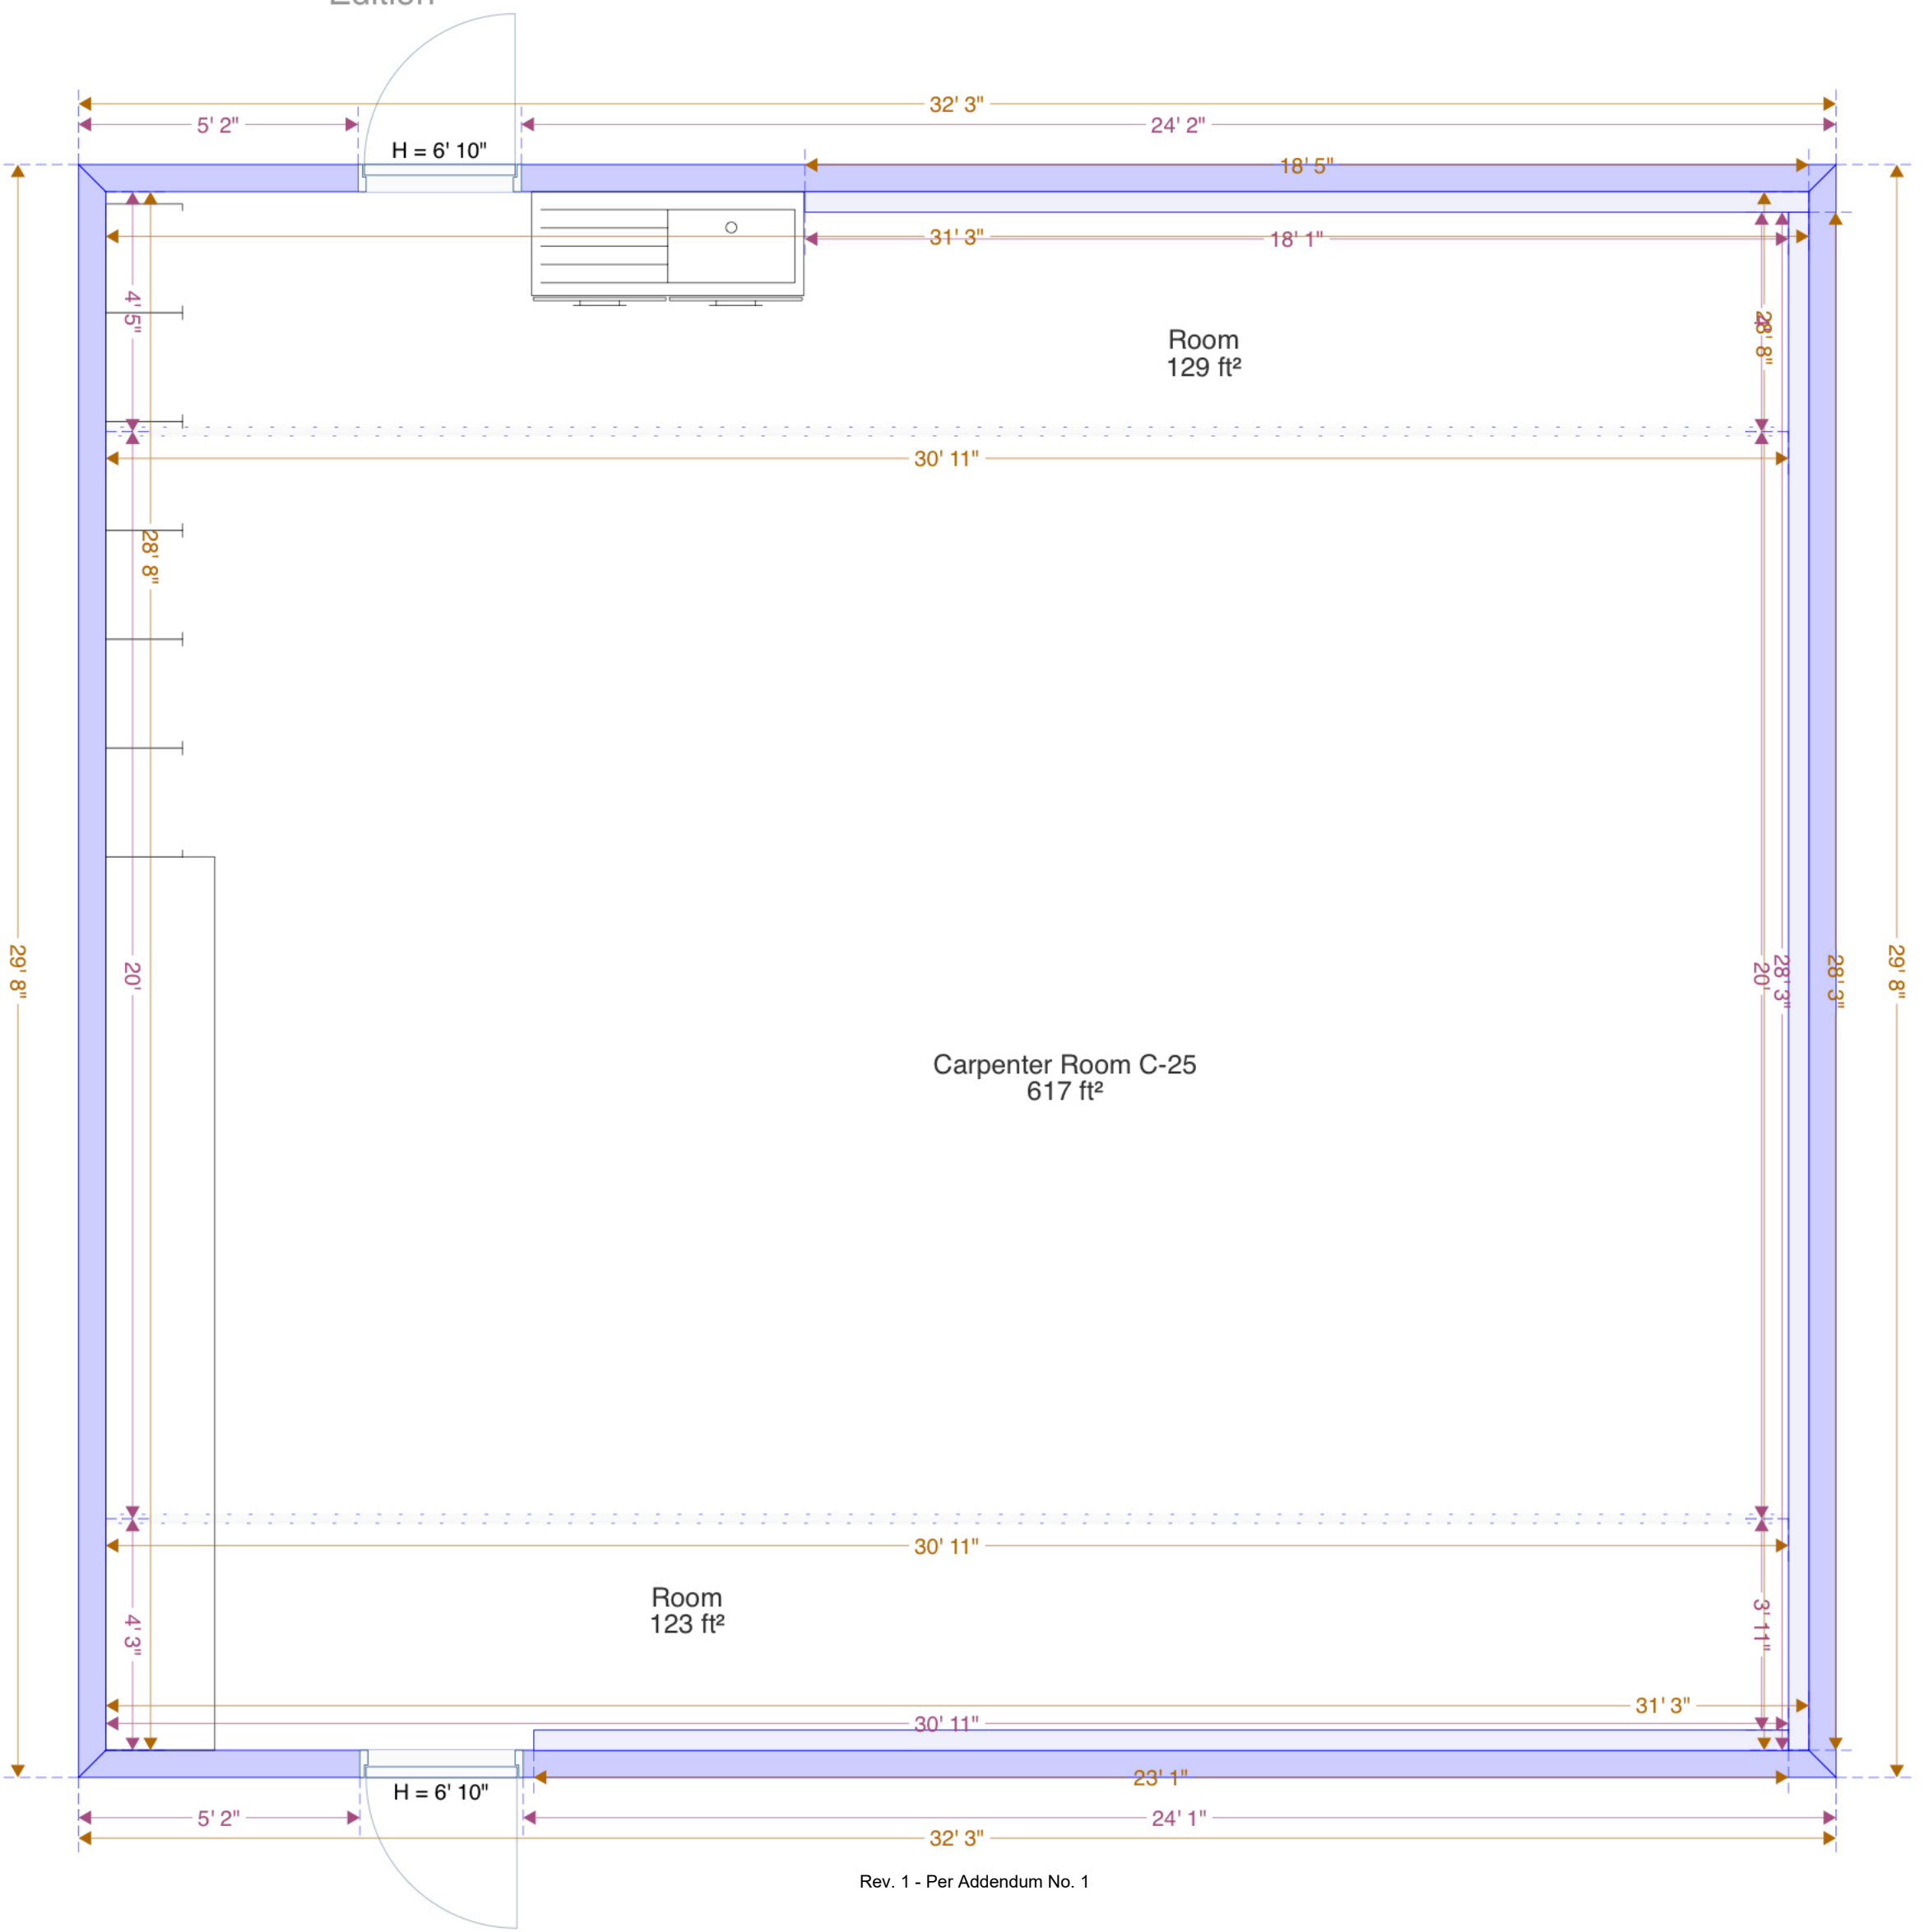 Edition
32' 3"
5' 2"
24' 2"
H = 6' 10"
18' 5"
31' 3"
18' 1"
4' 5"
28' 8"
Room
129 ft²
30' 11"
28' 8"
29' 8"
20'
20'
28' 3"
28' 3"
29' 8"
Carpenter Room C-25
617 ft²
30' 11"
Room
123 ft²
4' 3"
3' 11"
31' 3"
30' 11"
23' 1"
H = 6' 10"
5' 2"
24' 1"
32' 3"
Rev. 1 - Per Addendum No. 1